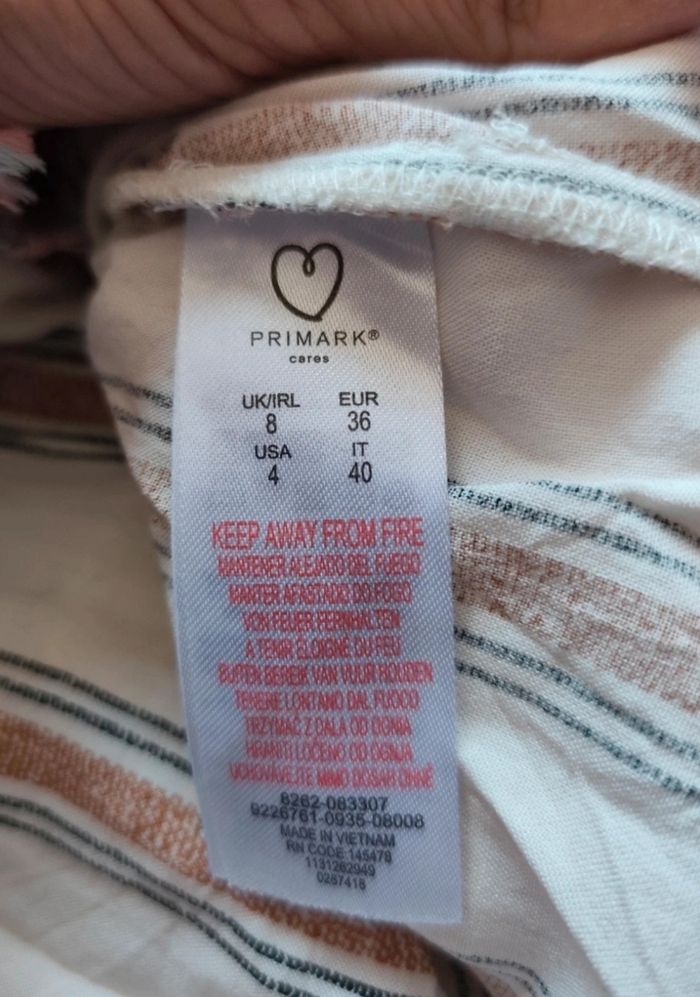 PRIMARK®
cares
UK/IRL EUR
8 36
USA IT
4 40
KEEP AWAY FROM FIRE
MANTENER ALEJADO DEL FUEGO
MANTER AFASTADO DO FOGO
VON FEUER FERNHALTEN
A TENIR ÉLOIGNÉ DU FEU
BUITEN BEREIK VAN VUUR HOUDEN
TENERE LONTANO DAL FUOCO
TRZYMAĆ Z DALA OD OGNIA
HRANITI LOČENO OD OGNJA
UCHOVÁVEJTE MIMO DOSAH OHNĚ
8262-083307
9226761-0935-08008
MADE IN VIETNAM
RN CODE:145478
1131262949
0287418